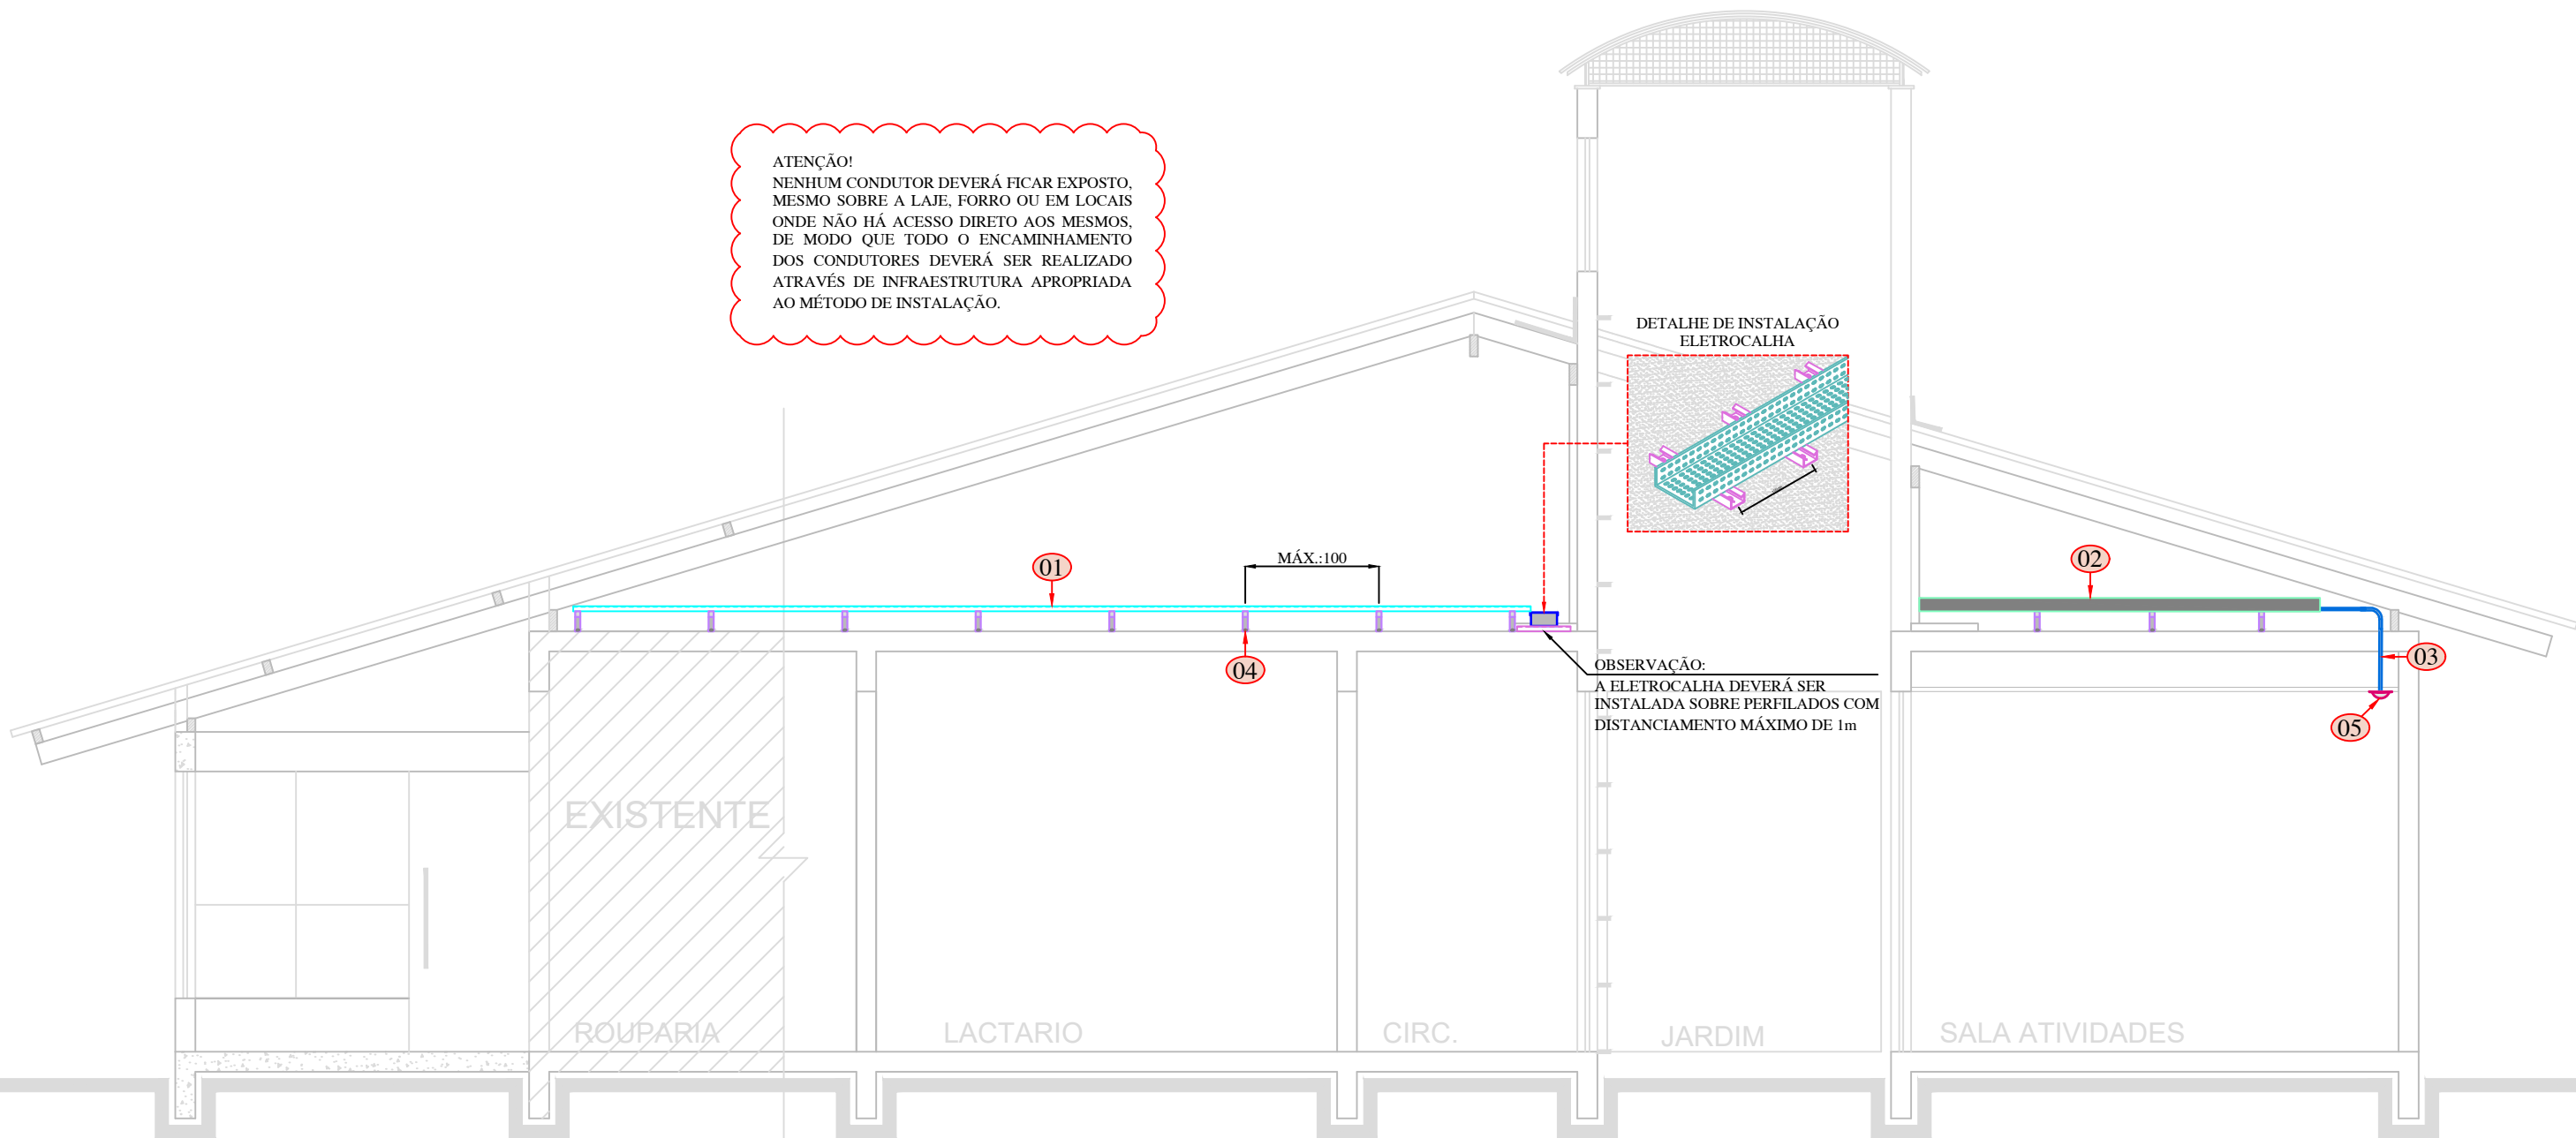 ATENÇÃO!
NENHUM CONDUTOR DEVERÁ FICAR EXPOSTO,
MESMO SOBRE A LAJE, FORRO OU EM LOCAIS
ONDE NÃO HÁ ACESSO DIRETO AOS MESMOS,
DE MODO QUE TODO O ENCAMINHAMENTO
DOS CONDUTORES DEVERÁ SER REALIZADO
ATRAVÉS DE INFRAESTRUTURA APROPRIADA
AO MÉTODO DE INSTALAÇÃO.
DETALHE DE INSTALAÇÃO
ELETROCALHA
01
MÁX.:100
02
04
03
05
OBSERVAÇÃO:
A ELETROCALHA DEVERÁ SER
INSTALADA SOBRE PERFILADOS COM
DISTANCIAMENTO MÁXIMO DE 1m
EXISTENTE
ROUPARIA
LACTARIO
CIRC.
JARDIM
SALA ATIVIDADES